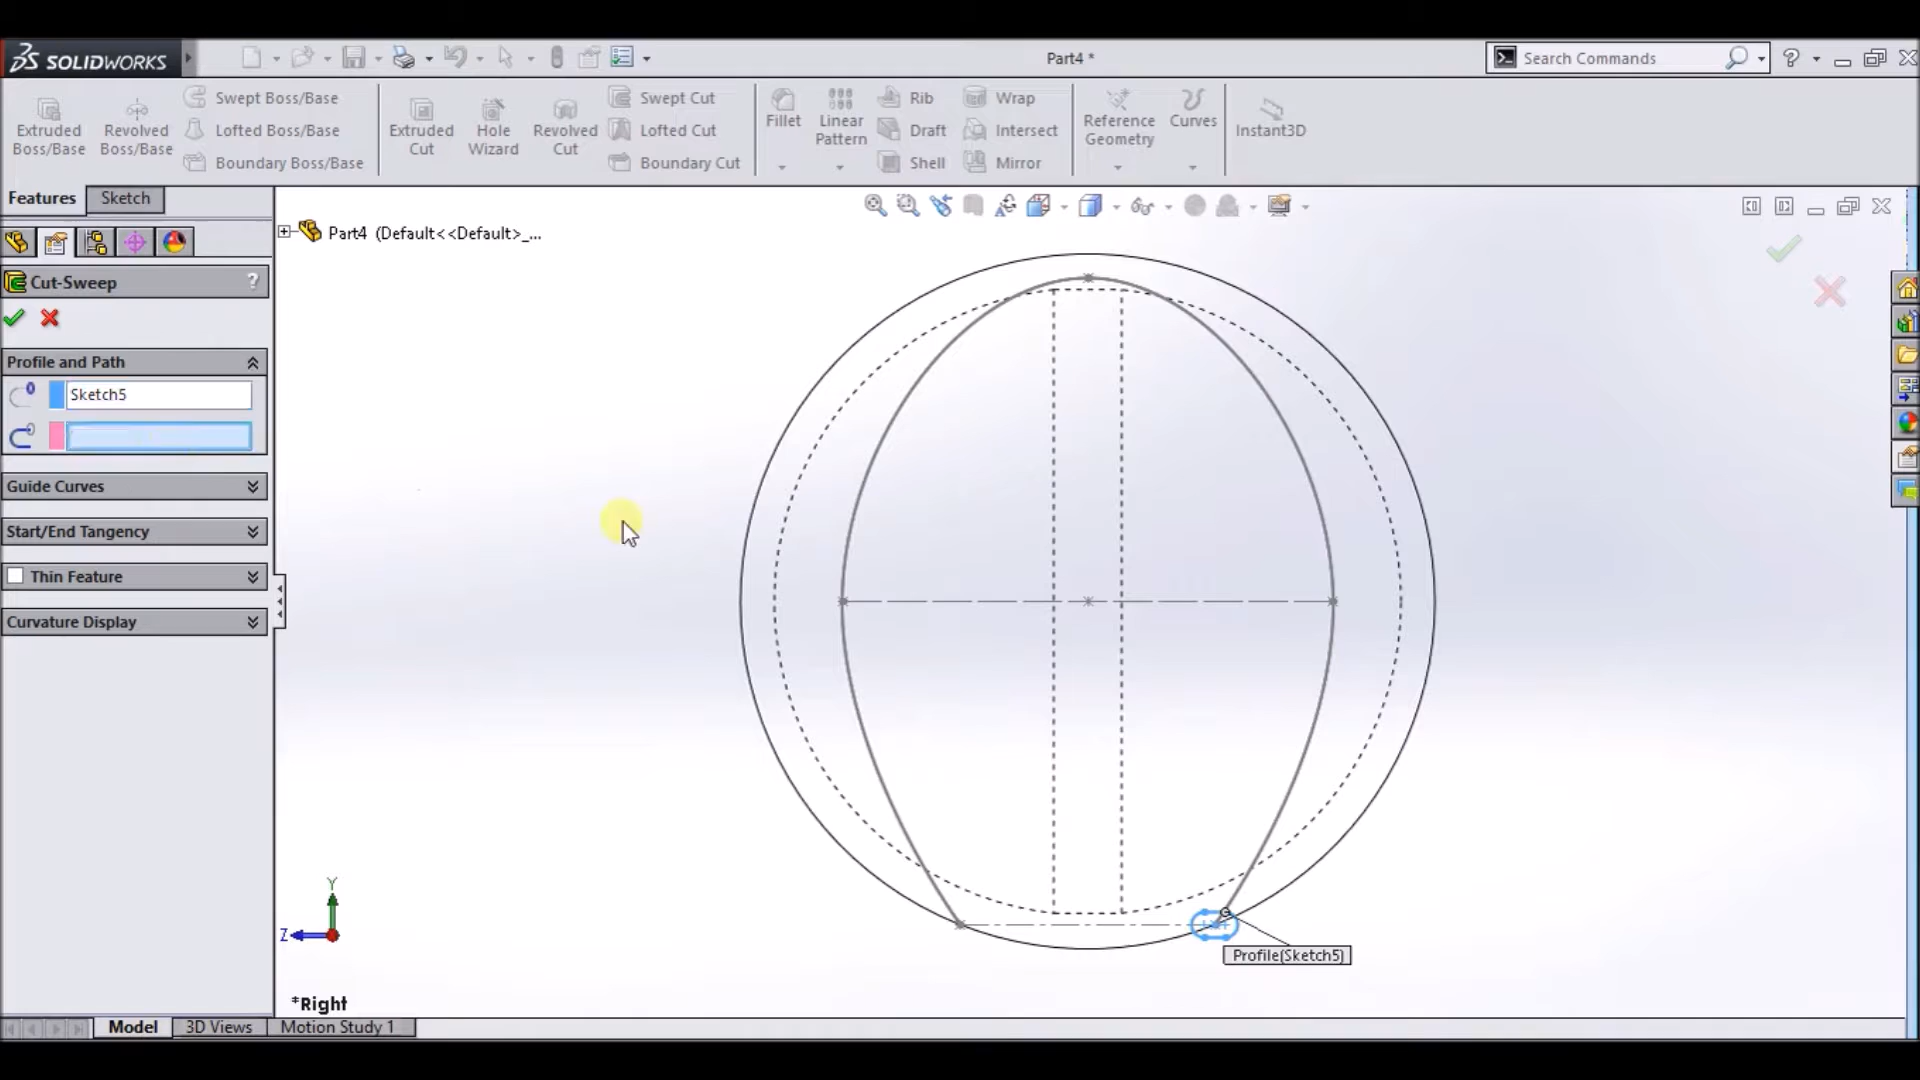 SOLIDWORKS
Part4 *
Search Commands
?
Extruded Boss/Base
Revolved Boss/Base
Swept Boss/Base
Lofted Boss/Base
Boundary Boss/Base
Extruded Cut
Hole Wizard
Revolved Cut
Swept Cut
Lofted Cut
Boundary Cut
Fillet
Linear Pattern
Rib
Draft
Shell
Wrap
Intersect
Mirror
Reference Geometry
Curves
Instant3D
Features
Sketch
Part4 (Default<<Default>_...
Cut-Sweep
?
Profile and Path
Sketch5
Guide Curves
Start/End Tangency
Thin Feature
Curvature Display
Profile(Sketch5)
Y
Z
*Right
Model
3D Views
Motion Study 1